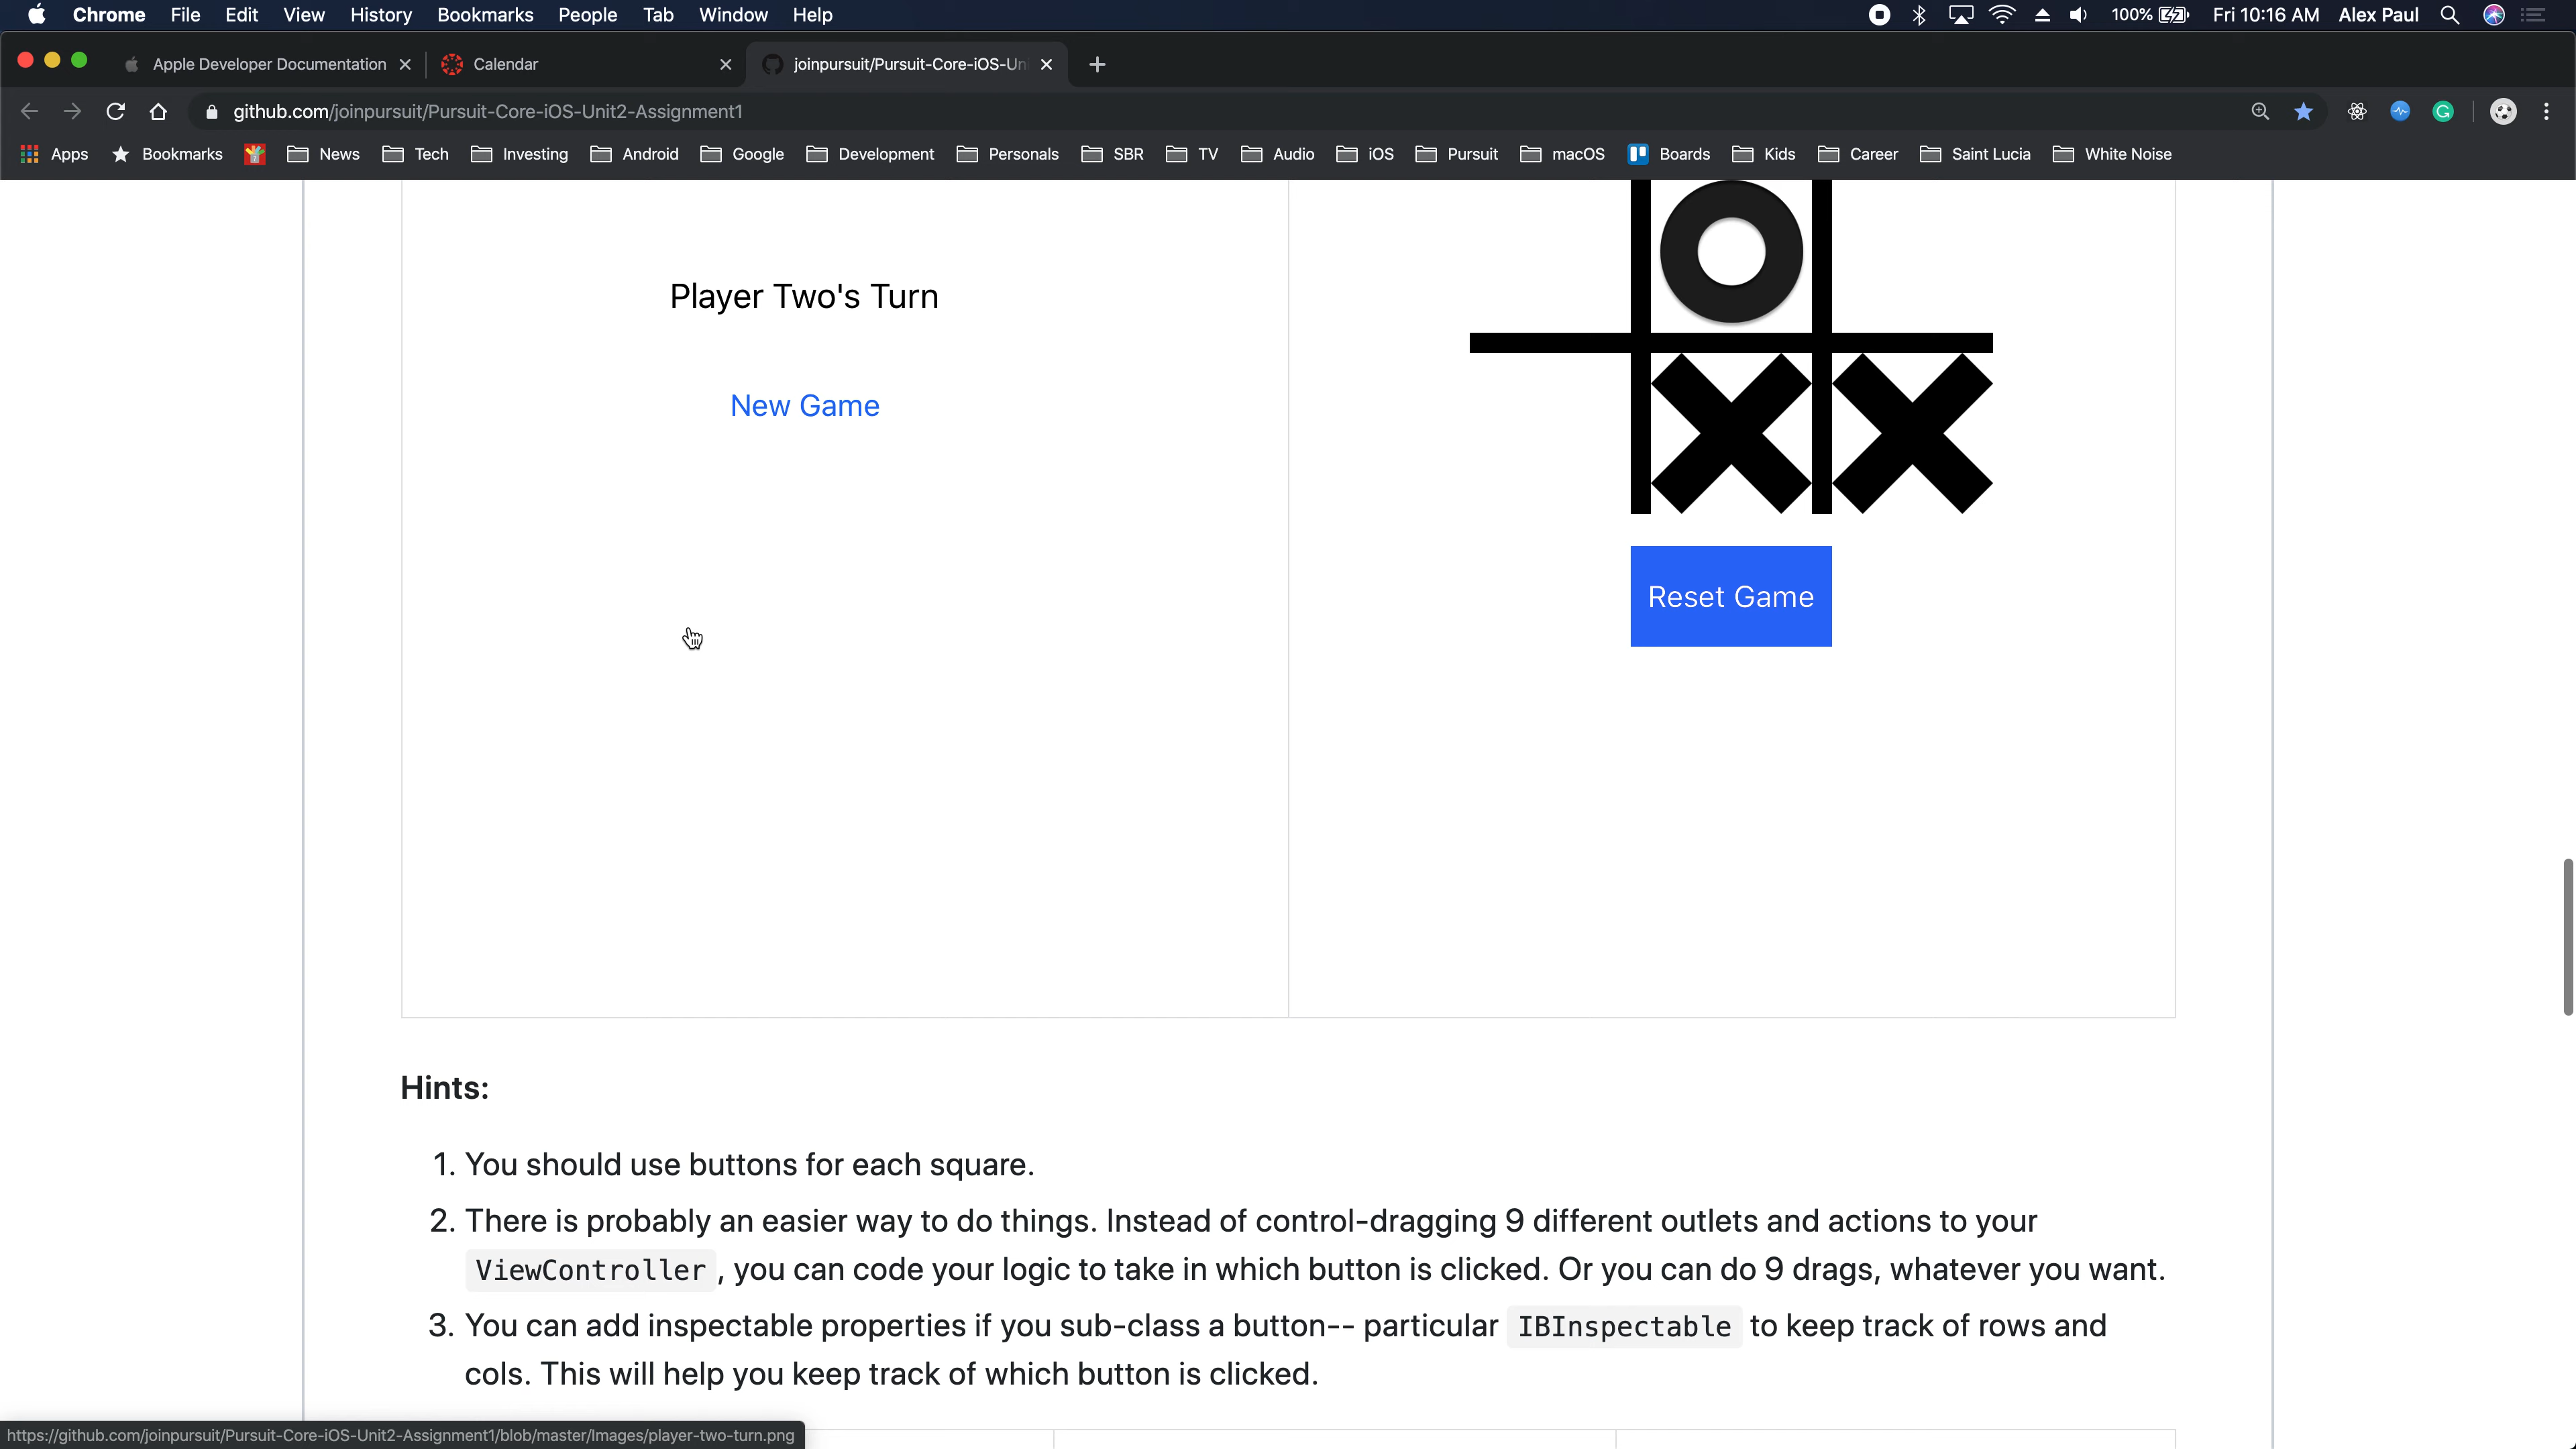 Chrome File Edit View History Bookmarks People Tab Window Help 100% Fri 10:16 AM Alex Paul
Apple Developer Documentation Calendar joinpursuit/Pursuit-Core-iOS-Uni
github.com/joinpursuit/Pursuit-Core-iOS-Unit2-Assignment1
Apps Bookmarks News Tech Investing Android Google Development Personals SBR TV Audio iOS Pursuit macOS Boards Kids Career Saint Lucia White Noise
Player Two's Turn
New Game
Reset Game
Hints:
1. You should use buttons for each square.
2. There is probably an easier way to do things. Instead of control-dragging 9 different outlets and actions to your
ViewController , you can code your logic to take in which button is clicked. Or you can do 9 drags, whatever you want.
3. You can add inspectable properties if you sub-class a button-- particular IBInspectable to keep track of rows and
cols. This will help you keep track of which button is clicked.
https://github.com/joinpursuit/Pursuit-Core-iOS-Unit2-Assignment1/blob/master/Images/player-two-turn.png